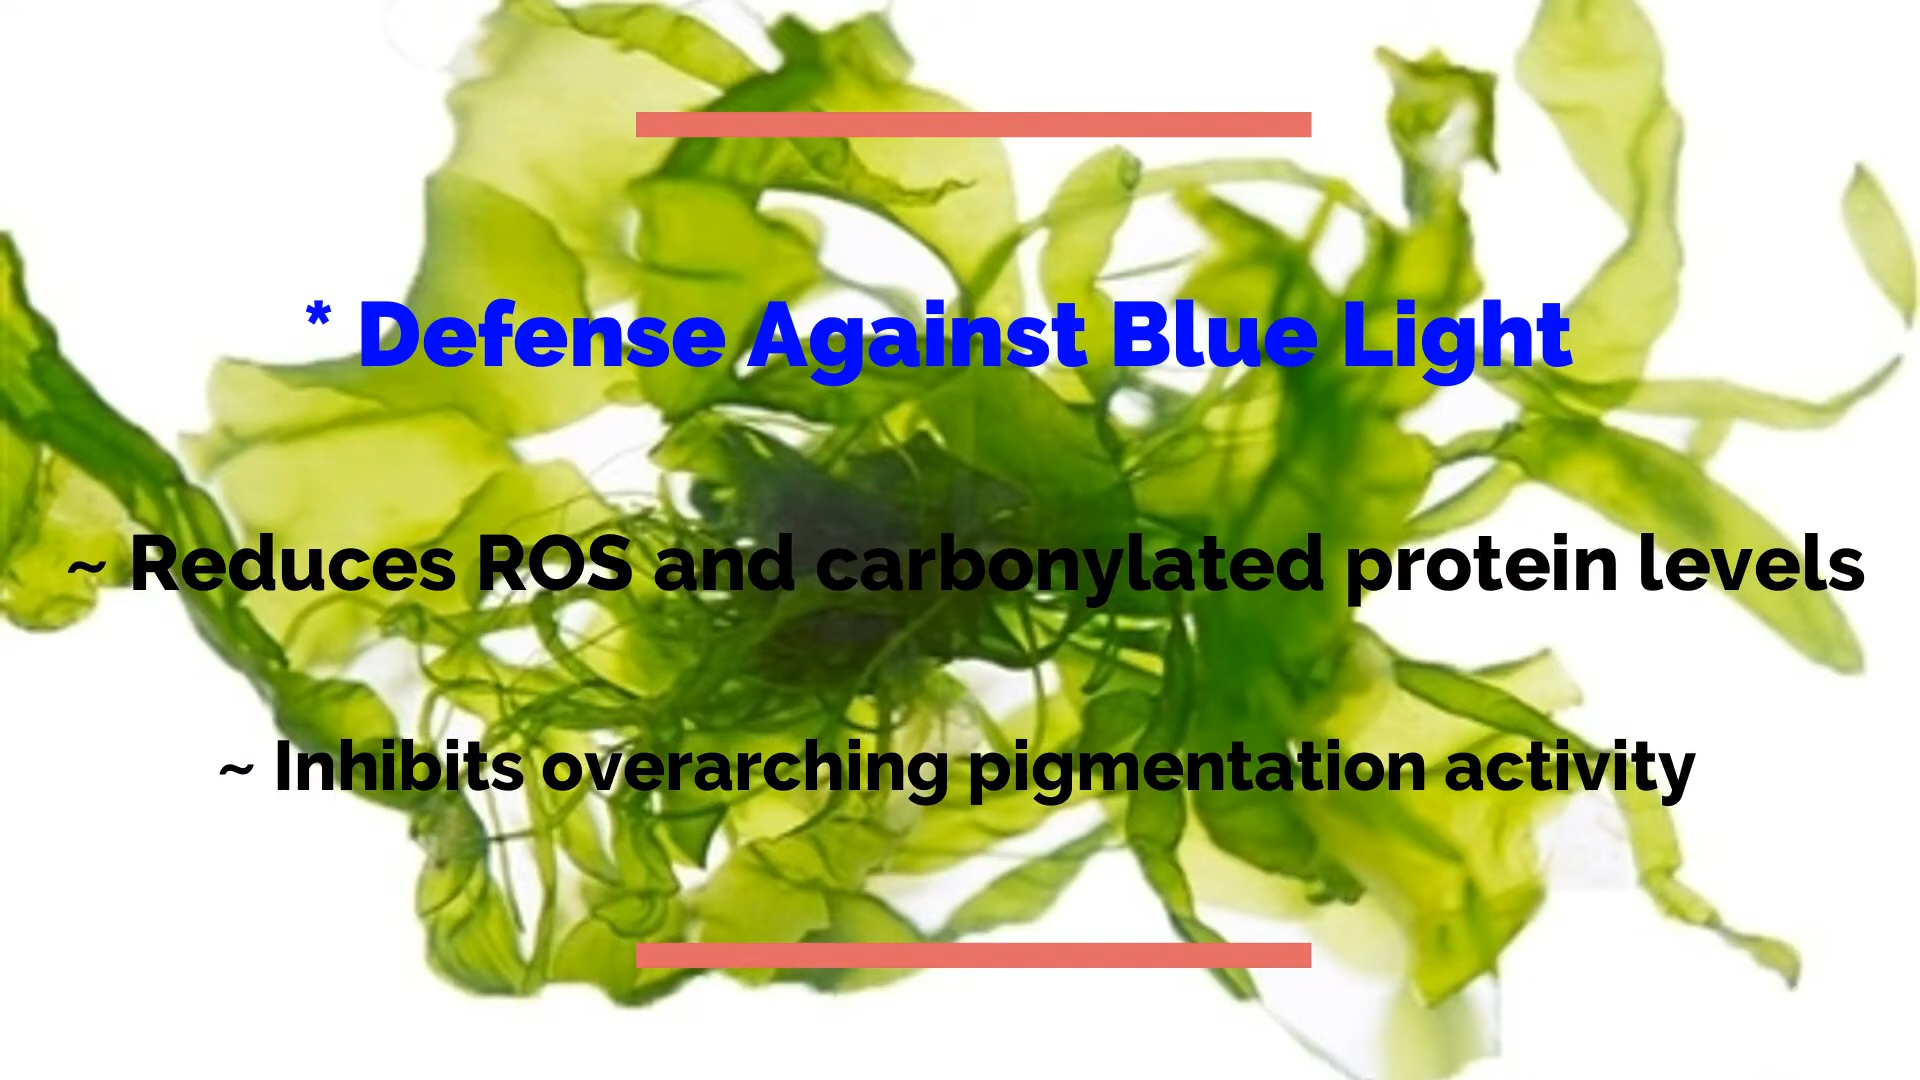 * Defense Against Blue Light
~ Reduces ROS and carbonylated protein levels
~ Inhibits overarching pigmentation activity